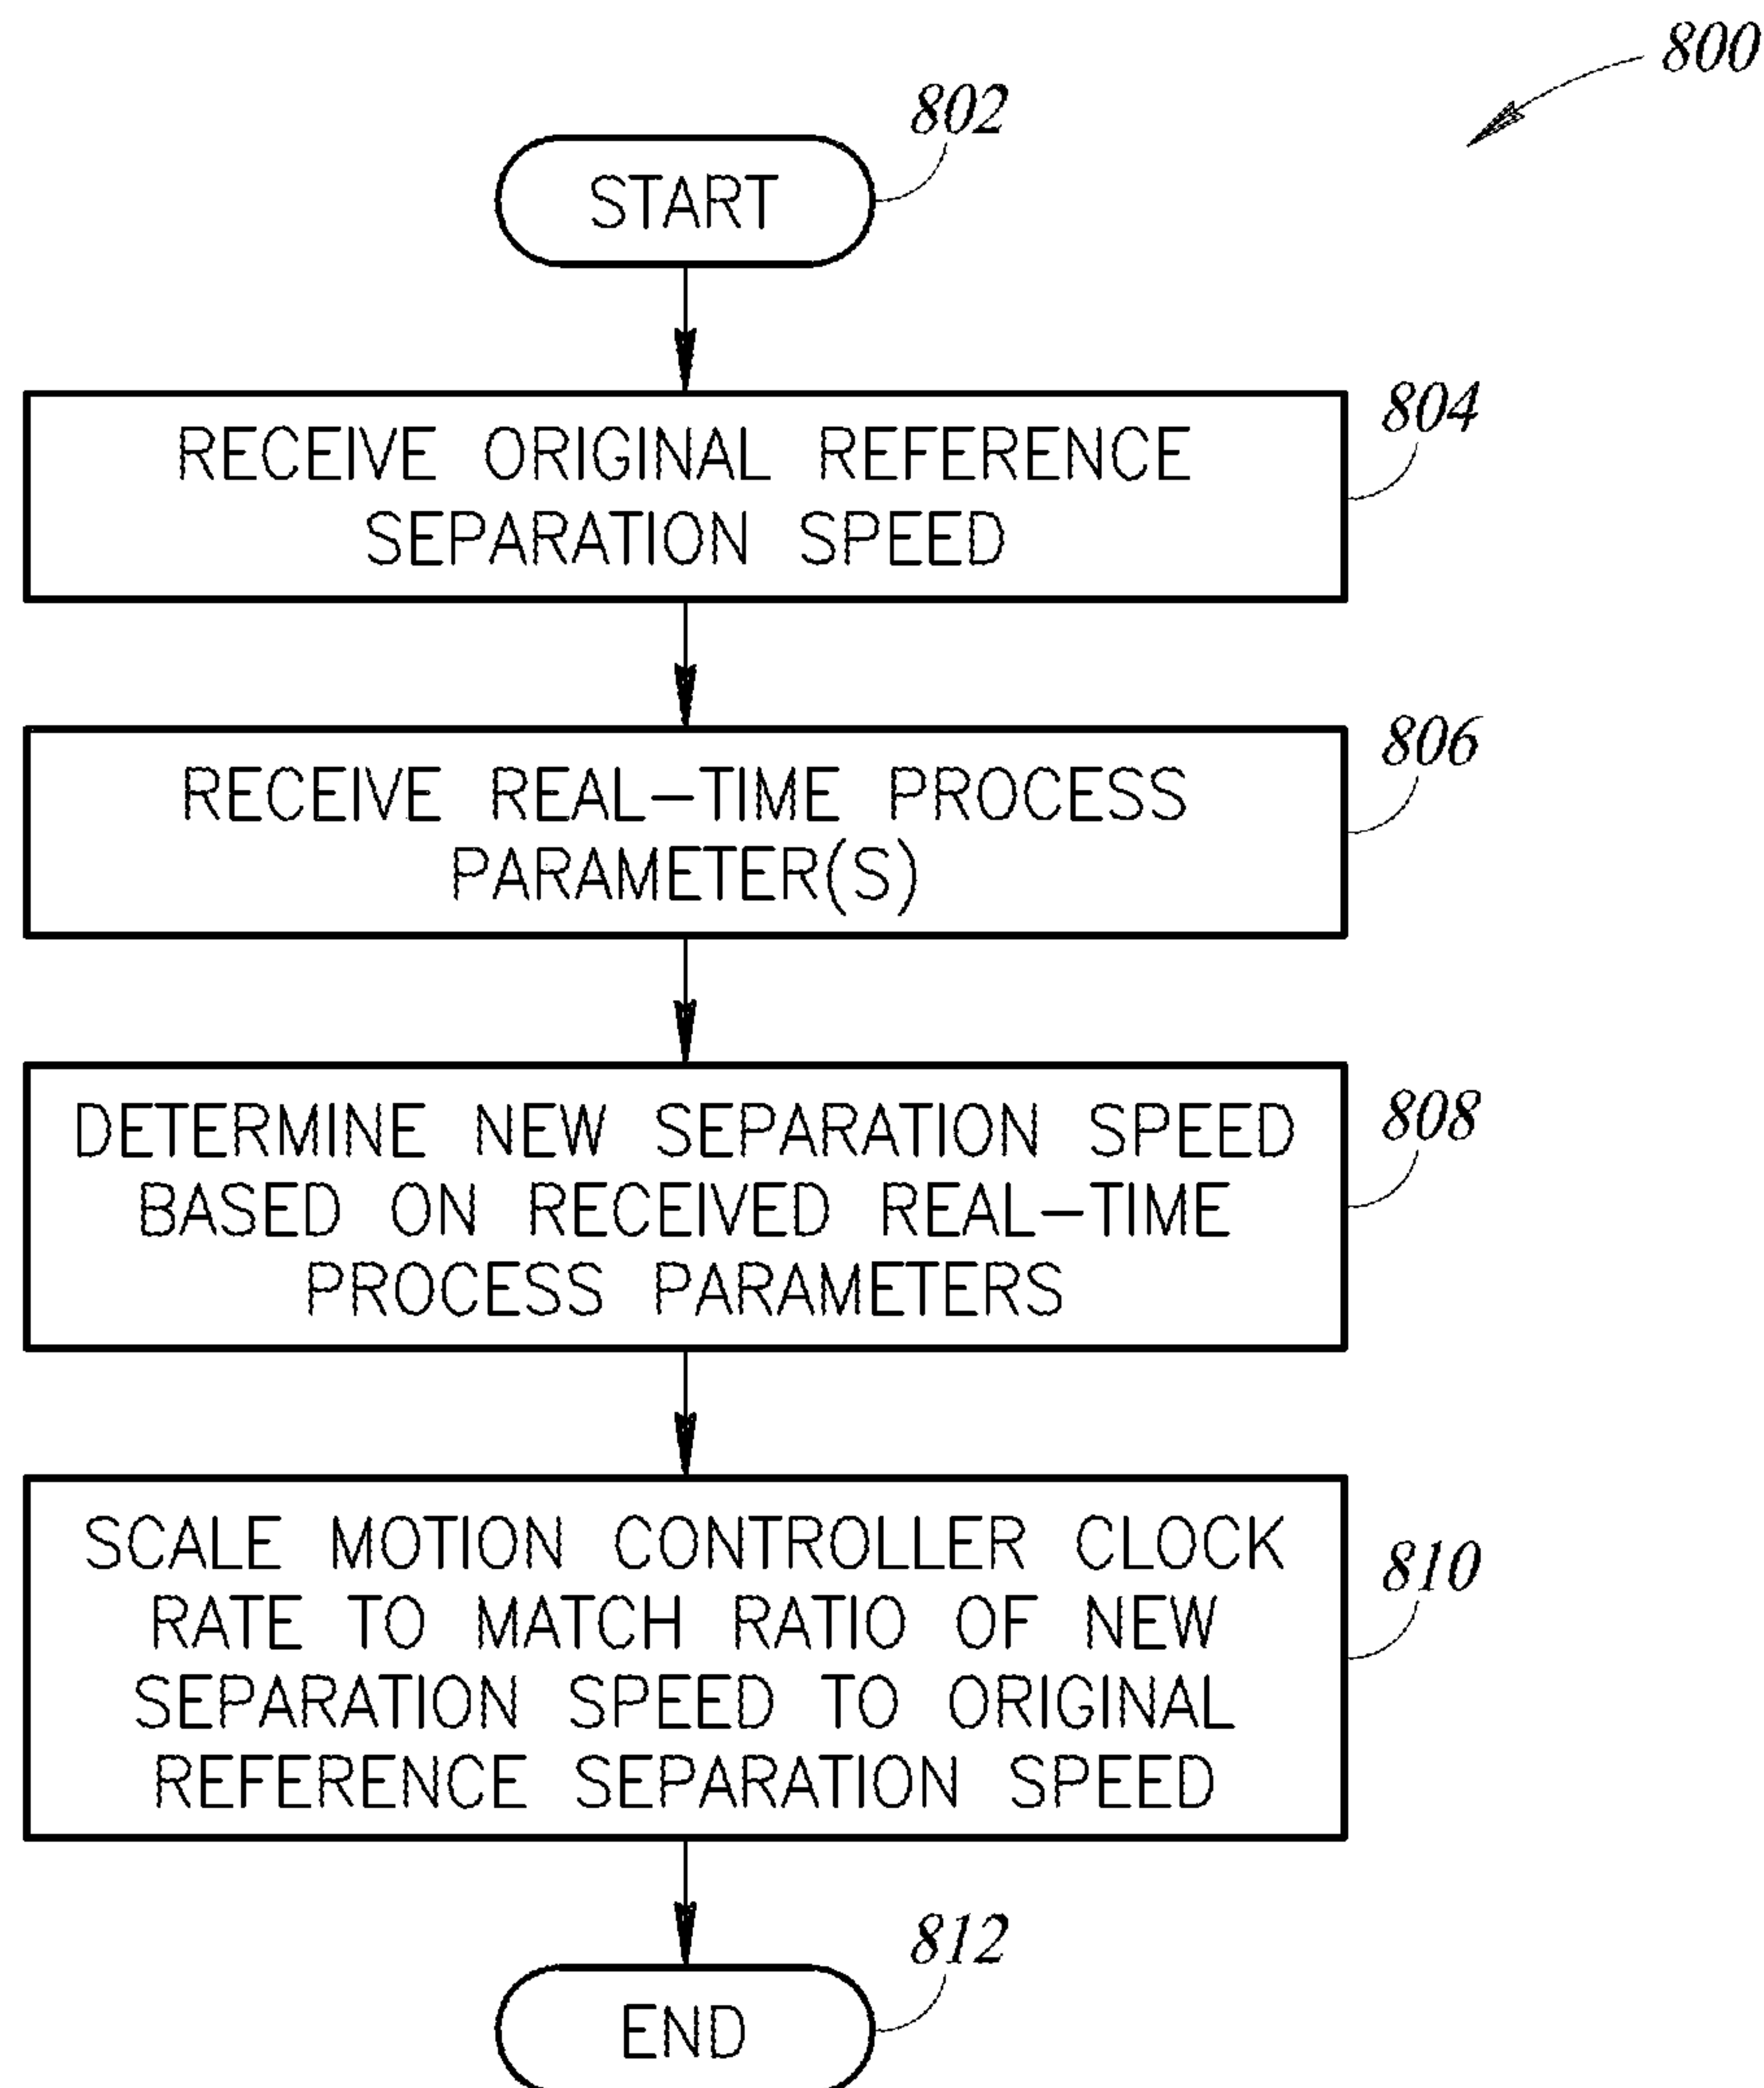 800
802
START
804
RECEIVE ORIGINAL REFERENCE
SEPARATION SPEED
806
RECEIVE REAL-TIME PROCESS
PARAMETER(S)
808
DETERMINE NEW SEPARATION SPEED
BASED ON RECEIVED REAL-TIME
PROCESS PARAMETERS
810
SCALE MOTION CONTROLLER CLOCK
RATE TO MATCH RATIO OF NEW
SEPARATION SPEED TO ORIGINAL
REFERENCE SEPARATION SPEED
812
END